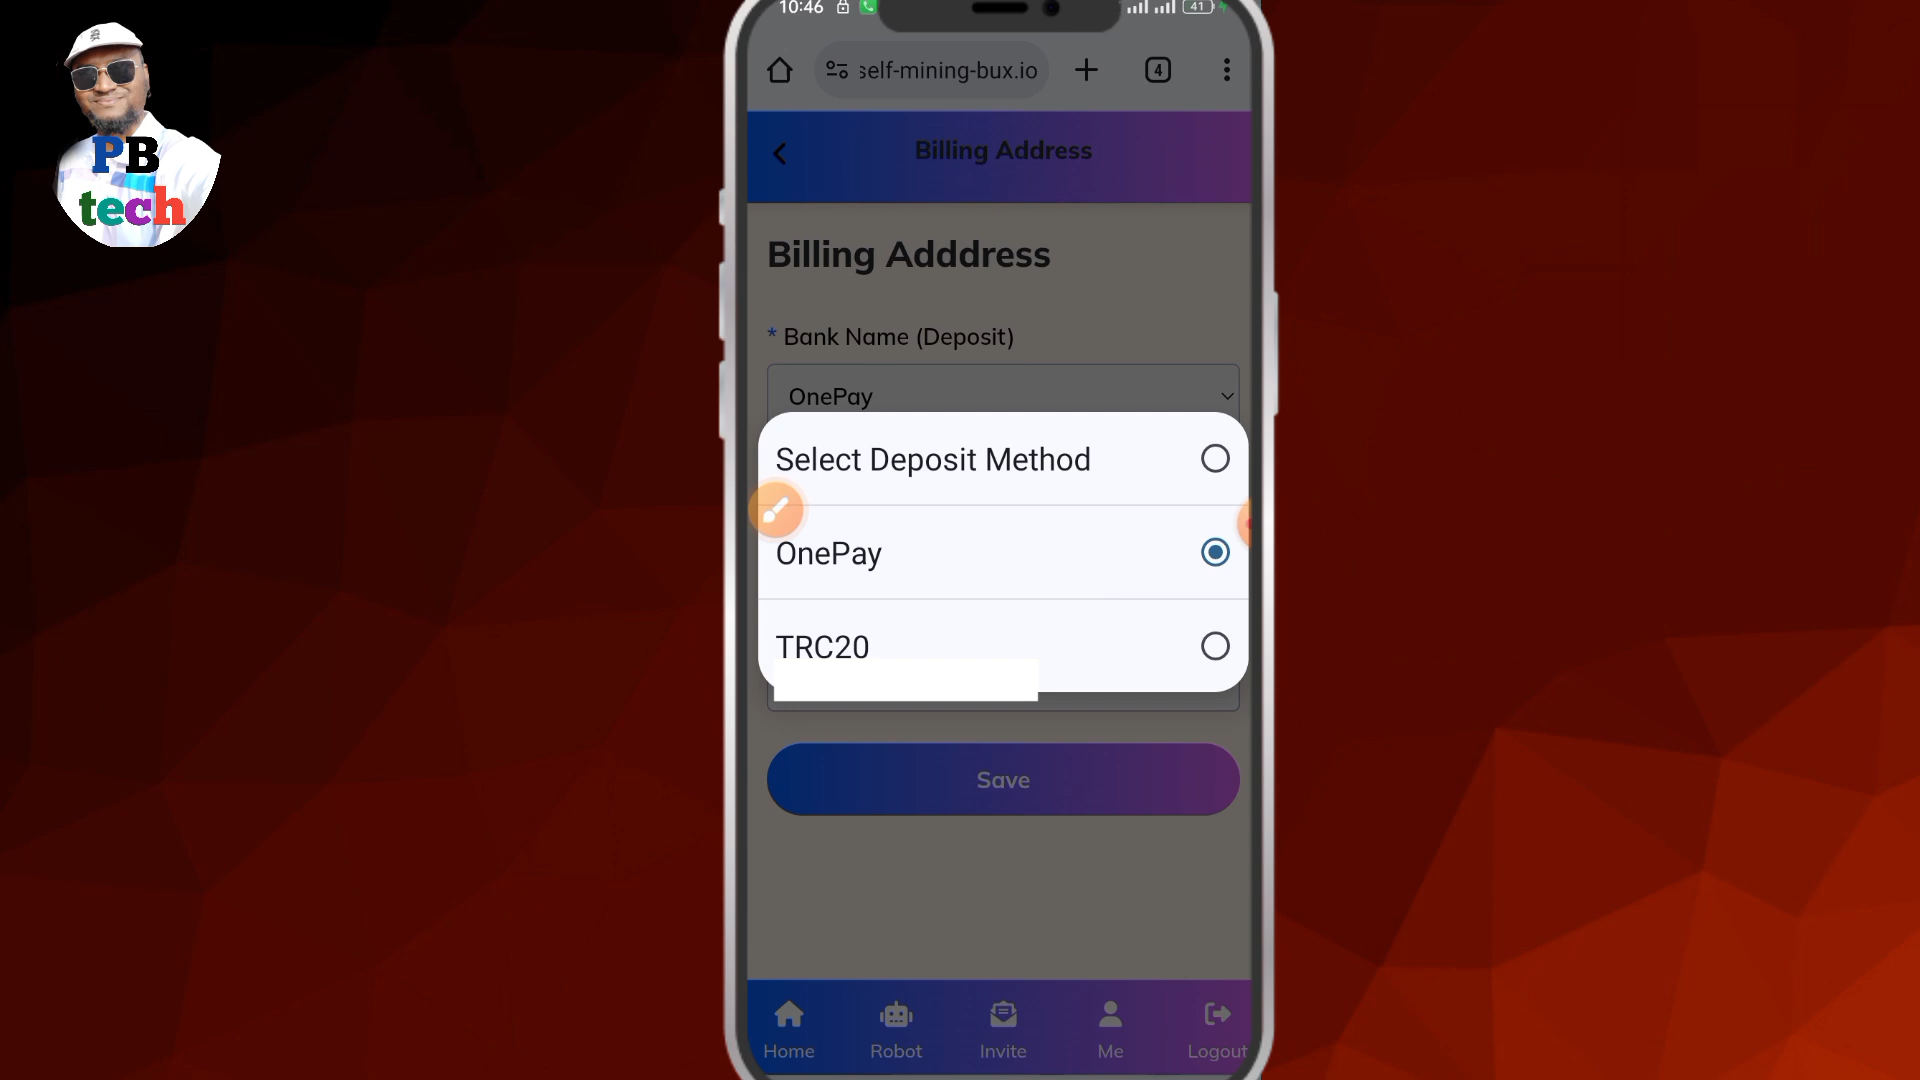 PB
tech
10:46
41
self-mining-bux.io
4
Billing Address
Billing Adddress
* Bank Name (Deposit)
OnePay
Select Deposit Method
OnePay
TRC20
Save
Home
Robot
Invite
Me
Logout